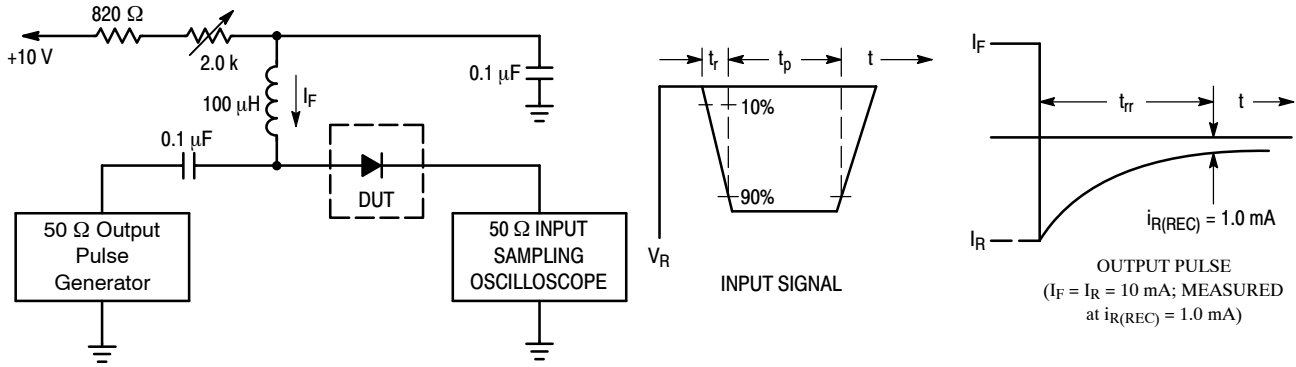 820 Ω
+10 V
2.0 k
100 μH
I_F
0.1 μF
0.1 μF
DUT
50 Ω Output
Pulse
Generator
50 Ω INPUT
SAMPLING
OSCILLOSCOPE
t_r
t_p
t
10%
90%
V_R
INPUT SIGNAL
I_F
t_rr
t
I_R
i_R(REC) = 1.0 mA
OUTPUT PULSE
(I_F = I_R = 10 mA; MEASURED
at i_R(REC) = 1.0 mA)